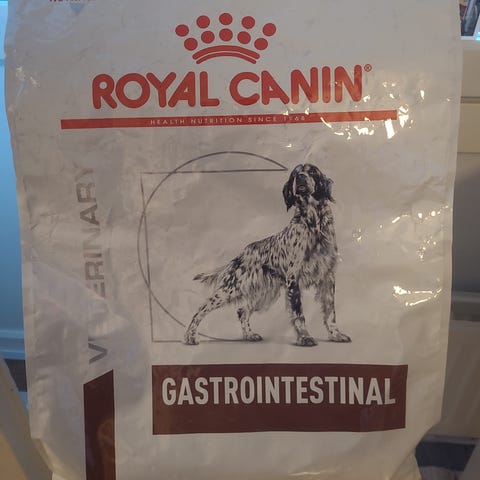 ROYAL CANIN®
HEALTH NUTRITION SINCE 1968
VETERINARY
GASTROINTESTINAL